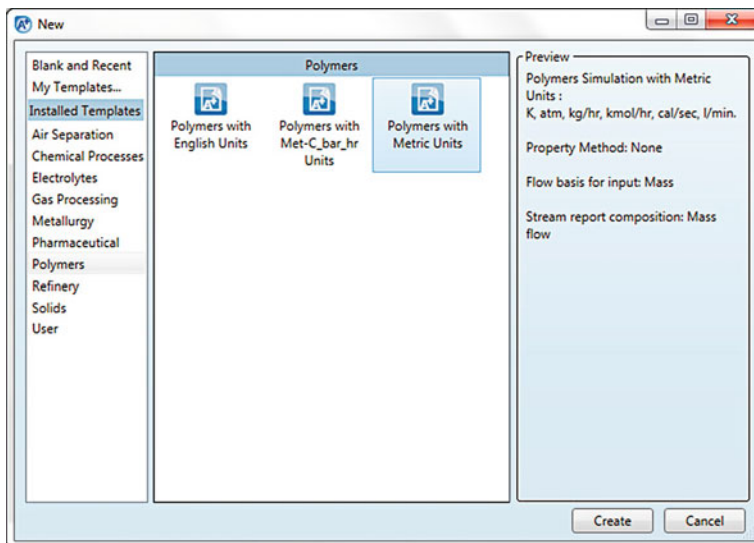 New
Blank and Recent
My Templates...
Installed Templates
Air Separation
Chemical Processes
Electrolytes
Gas Processing
Metallurgy
Pharmaceutical
Polymers
Refinery
Solids
User
Polymers
Polymers with
English Units
Polymers with
Met-C_bar_hr
Units
Polymers with
Metric Units
Preview
Polymers Simulation with Metric
Units :
K, atm, kg/hr, kmol/hr, cal/sec, l/min.
Property Method: None
Flow basis for input: Mass
Stream report composition: Mass
flow
Create
Cancel